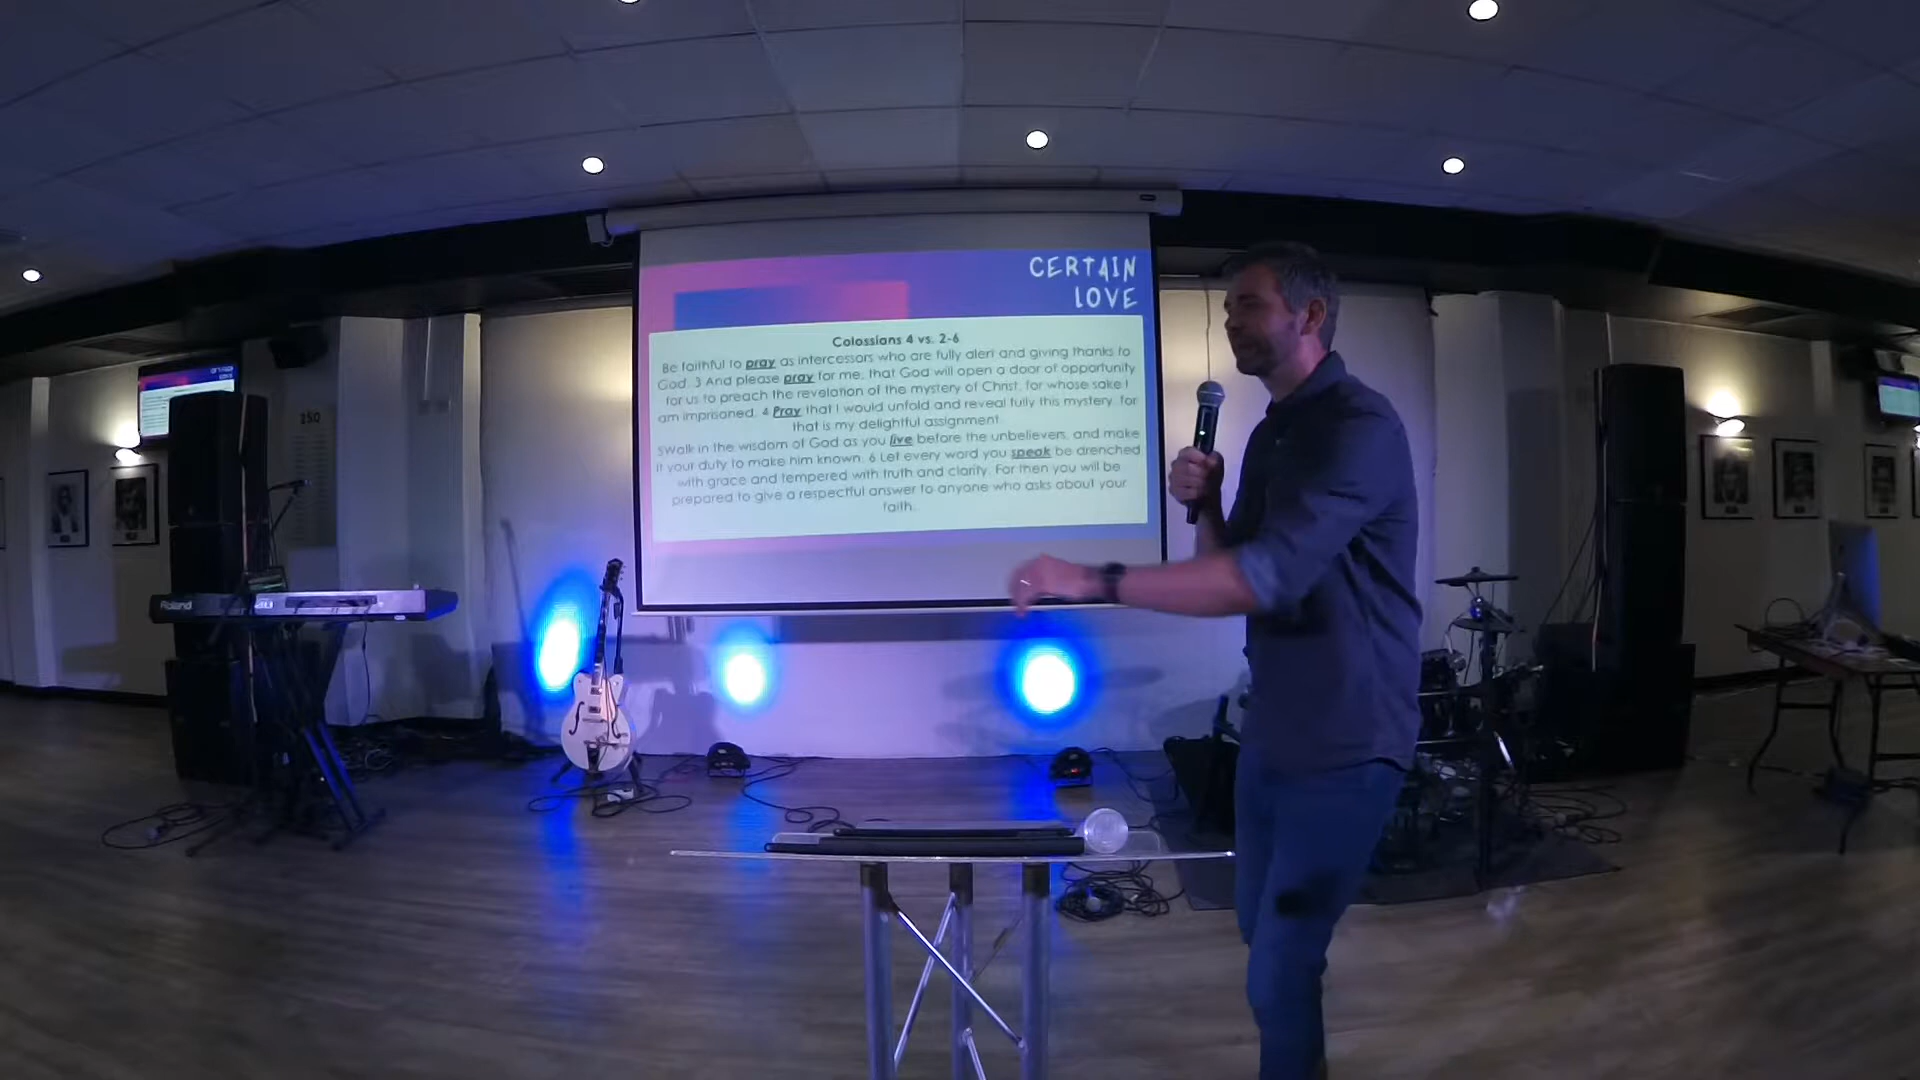 CERTAIN
LOVE
Colossians 4 vs. 2-6
Be faithful to pray as intercessors who are fully alert and giving thanks to
God. 3 And please pray for me, that God will open a door of opportunity
for us to preach the revelation of the mystery of Christ, for whose sake I
am imprisoned. 4 Pray that I would unfold and reveal fully this mystery, for
that is my delightful assignment.
5Walk in the wisdom of God as you live before the unbelievers, and make
it your duty to make him known. 6 Let every word you speak be drenched
with grace and tempered with truth and clarity. For then you will be
prepared to give a respectful answer to anyone who asks about your
faith.
250
Roland